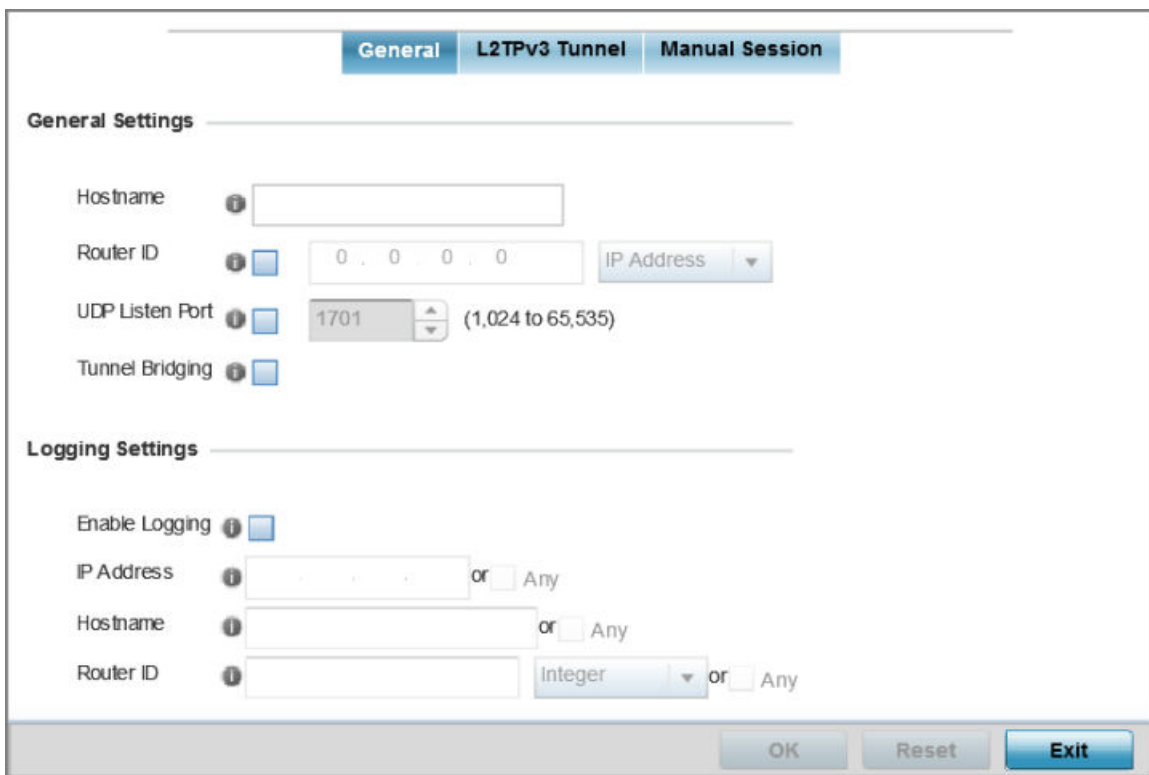 General L2TPv3 Tunnel Manual Session
General Settings
Hostname
Router ID 0 . 0 . 0 . 0 IP Address
UDP Listen Port 1701 (1,024 to 65,535)
Tunnel Bridging
Logging Settings
Enable Logging
IP Address . . . or Any
Hostname or Any
Router ID Integer or Any
OK Reset Exit